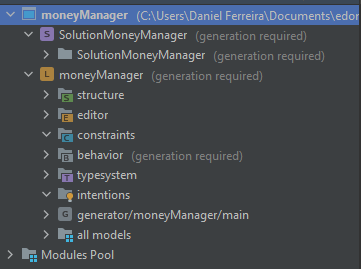 moneyManager (C:\Users\Daniel Ferreira\Documents\edor
S SolutionMoneyManager (generation required)
SolutionMoneyManager (generation required)
L moneyManager (generation required)
S structure
E editor
C constraints
B behavior (generation required)
T typesystem
intentions
G generator/moneyManager/main
all models
Modules Pool